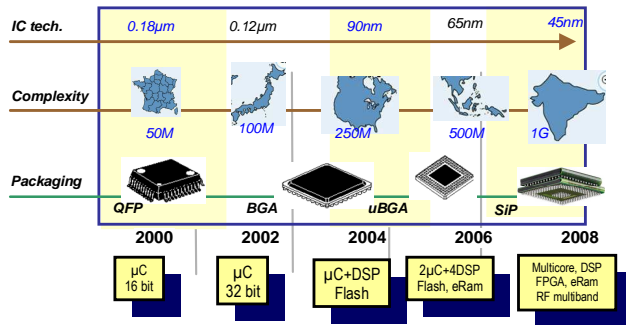 IC tech. 0.18µm 0.12µm 90nm 65nm 45nm
Complexity
50M 100M 250M 500M 1G
Packaging
QFP BGA uBGA SiP
2000 2002 2004 2006 2008
µC
16 bit
µC
32 bit
µC+DSP
Flash
2µC+4DSP
Flash, eRam
Multicore, DSP
FPGA, eRam
RF multiband